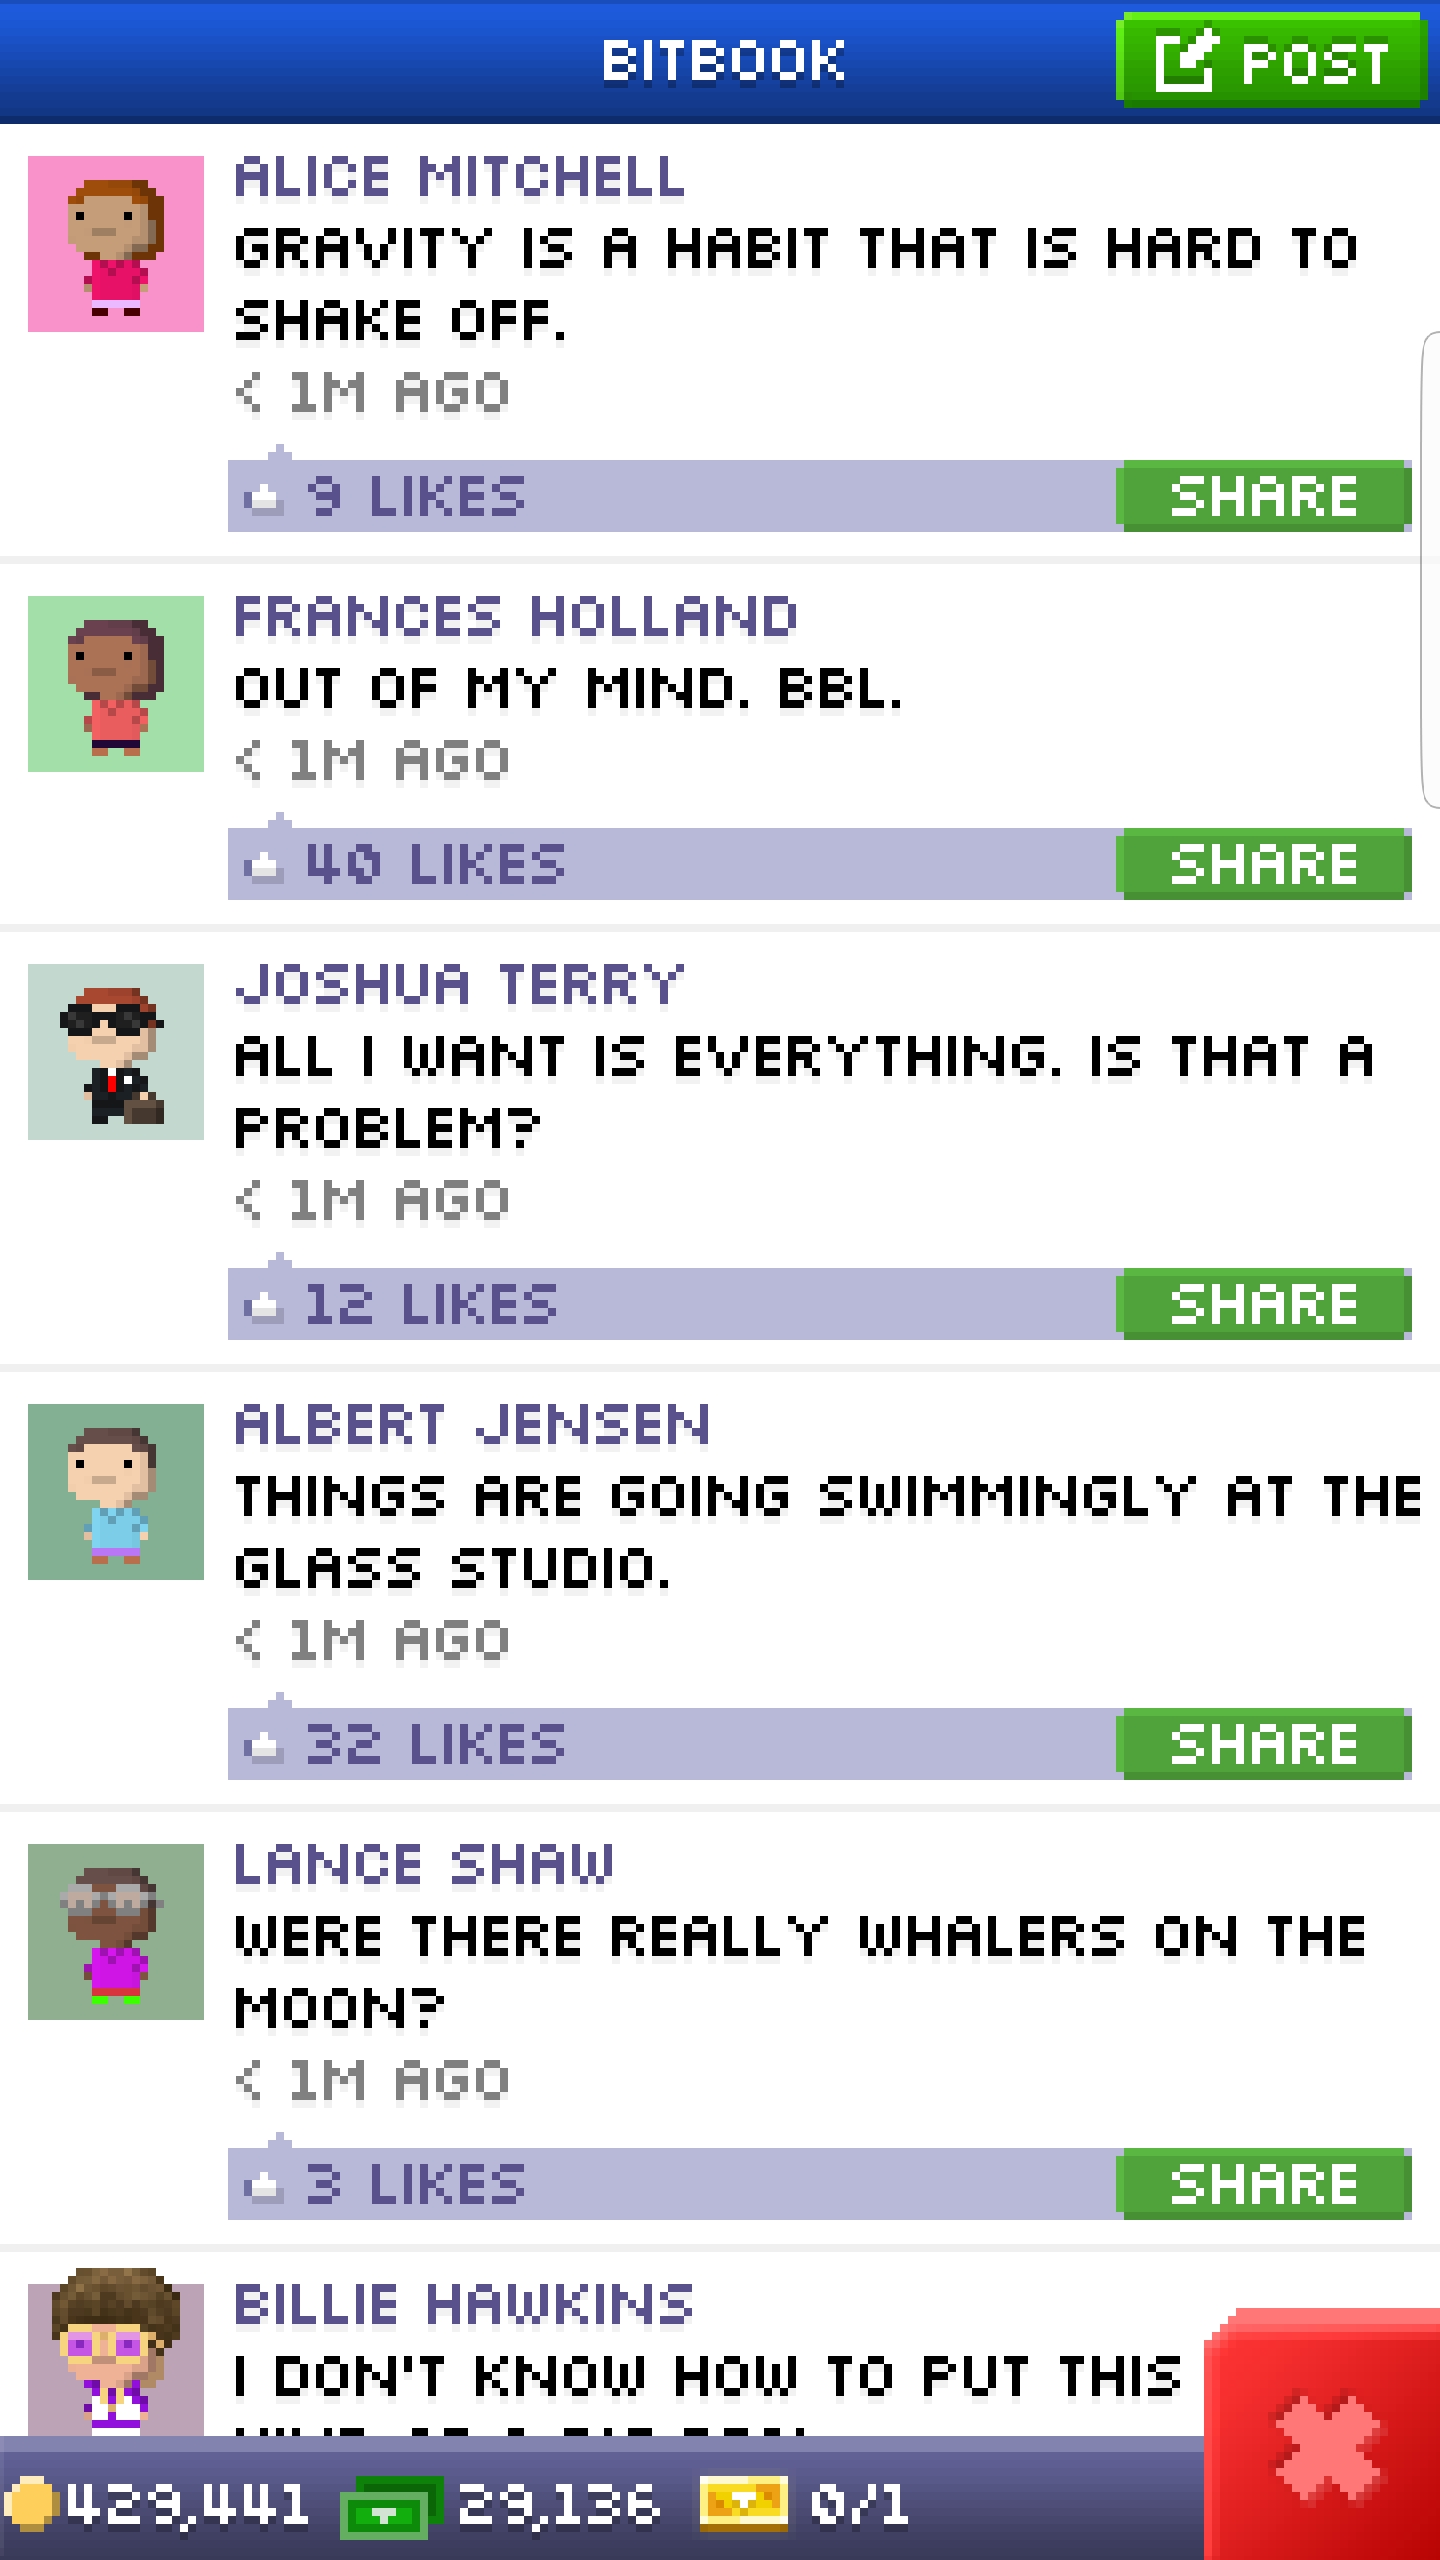 BITBOOK
POST
ALICE MITCHELL
GRAVITY IS A HABIT THAT IS HARD TO
SHAKE OFF.
< 1M AGO
9 LIKES
SHARE
FRANCES HOLLAND
OUT OF MY MIND. BBL.
< 1M AGO
40 LIKES
SHARE
JOSHUA TERRY
ALL I WANT IS EVERYTHING. IS THAT A
PROBLEM?
< 1M AGO
12 LIKES
SHARE
ALBERT JENSEN
THINGS ARE GOING SWIMMINGLY AT THE
GLASS STUDIO.
< 1M AGO
32 LIKES
SHARE
LANCE SHAW
WERE THERE REALLY WHALERS ON THE
MOON?
< 1M AGO
3 LIKES
SHARE
BILLIE HAWKINS
I DON'T KNOW HOW TO PUT THIS
429,441
29,136
0/1